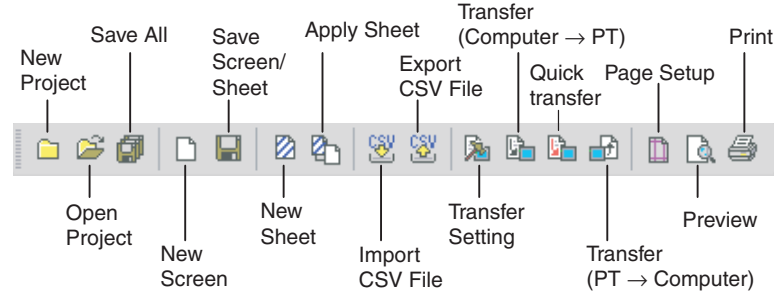 New
Project
Save All
Save
Screen/
Sheet
Apply Sheet
Export
CSV File
Transfer
(Computer → PT)
Quick
transfer
Page Setup
Print
CSV
CSV
Open
Project
New
Screen
New
Sheet
Import
CSV File
Transfer
Setting
Transfer
(PT → Computer)
Preview